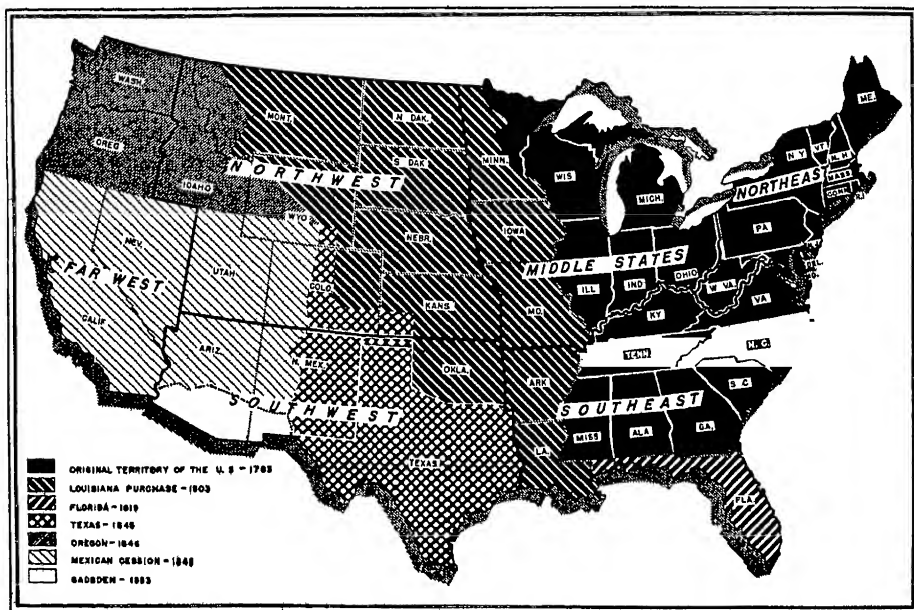 WASH.
OREG.
IDAHO
MONT.
N. DAK.
S. DAK.
MINN.
WIS.
MICH.
N Y
VT.
N. H.
ME.
MASS.
CONN.
NORTHWEST
NORTHEAS
WYO.
NEBR.
IOWA
PA.
NEV.
UTAH
COLO.
KANS.
MO.
ILL
IND
OHIO
W VA.
VA.
DEL.
FAR WEST
MIDDLE STATES
CALIF.
ARIZ.
N. MEX.
OKLA.
ARK.
KY
TENN
N. C.
S C
SOUTHWEST
SOUTHEAST
TEXAS
LA.
MISS
ALA
GA.
FLA.
ORIGINAL TERRITORY OF THE U. S - 1783
LOUISIANA PURCHASE - 1803
FLORIDA - 1819
TEXAS - 1845
OREGON - 1846
MEXICAN CESSION - 1848
GADSDEN - 1853